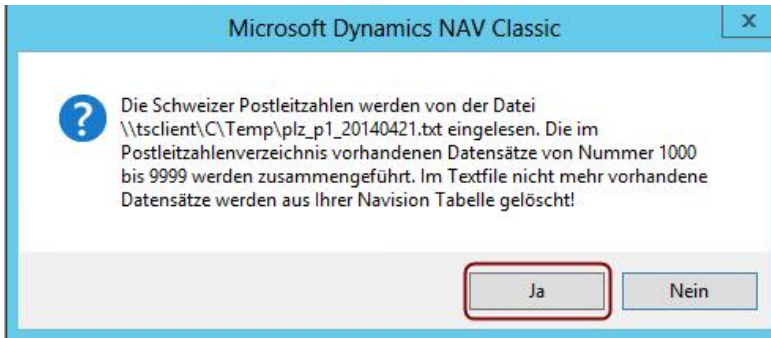 Microsoft Dynamics NAV Classic
x
?
Die Schweizer Postleitzahlen werden von der Datei
\\tsclient\C\Temp\plz_p1_20140421.txt eingelesen. Die im
Postleitzahlenverzeichnis vorhandenen Datensätze von Nummer 1000
bis 9999 werden zusammengeführt. Im Textfile nicht mehr vorhandene
Datensätze werden aus Ihrer Navision Tabelle gelöscht!
Ja
Nein